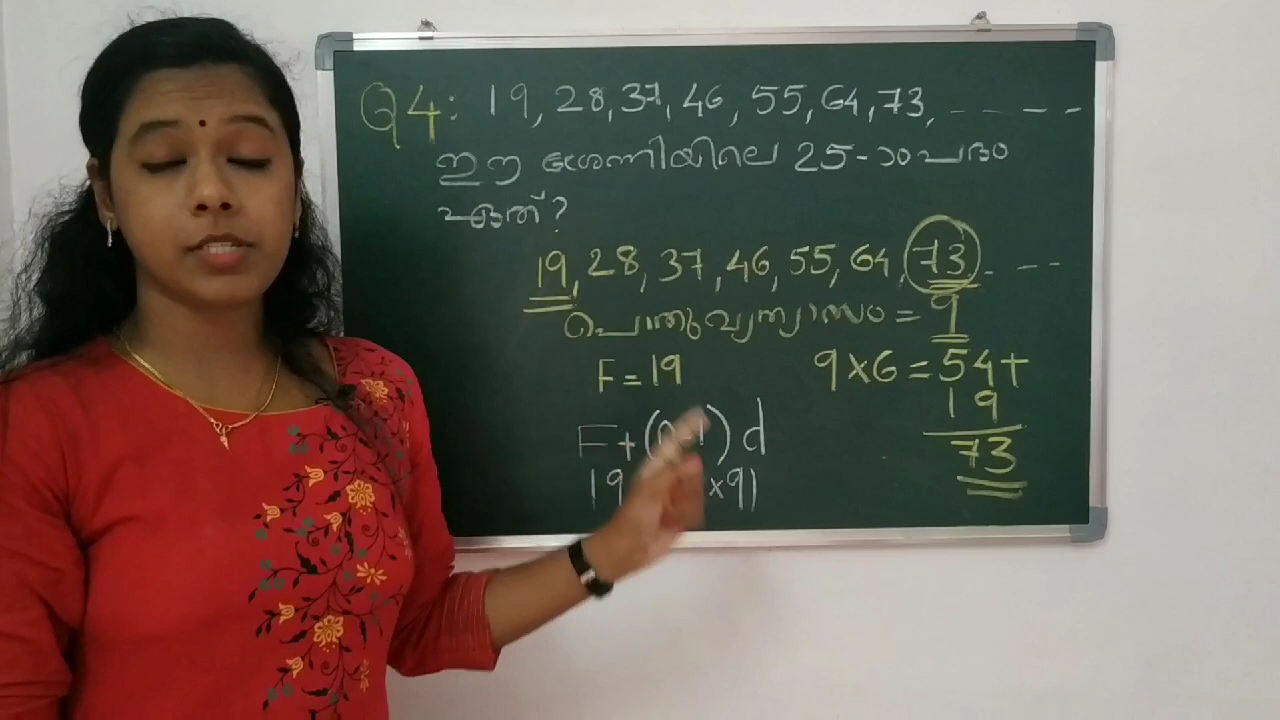 Q4: 19, 28, 37, 46, 55, 64, 73, - - - -
ഈ ശ്രേണിയിലെ 25-ാം പദം
ഏത്?
19, 28, 37, 46, 55, 64, 73, - - -
പൊതുവ്യത്യാസം = 9
F = 19
9×6 = 54+
19
73
F + ( ) d
19 ×9